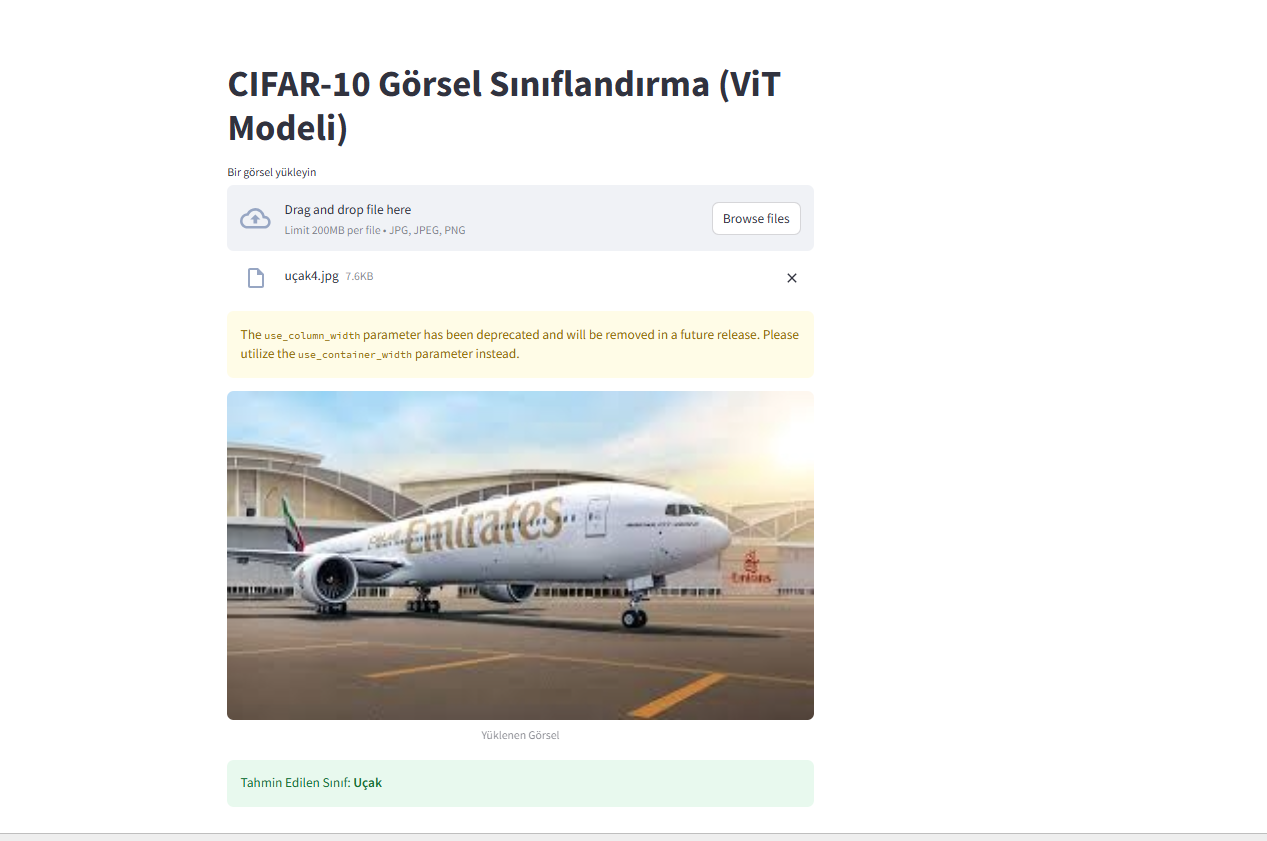 CIFAR-10 Görsel Sınıflandırma (ViT
Modeli)
Bir görsel yükleyin
Drag and drop file here
Limit 200MB per file • JPG, JPEG, PNG
Browse files
uçak4.jpg 7.6KB
The use_column_width parameter has been deprecated and will be removed in a future release. Please
utilize the use_container_width parameter instead.
Emirates
Emirates
Yüklenen Görsel
Tahmin Edilen Sınıf: Uçak